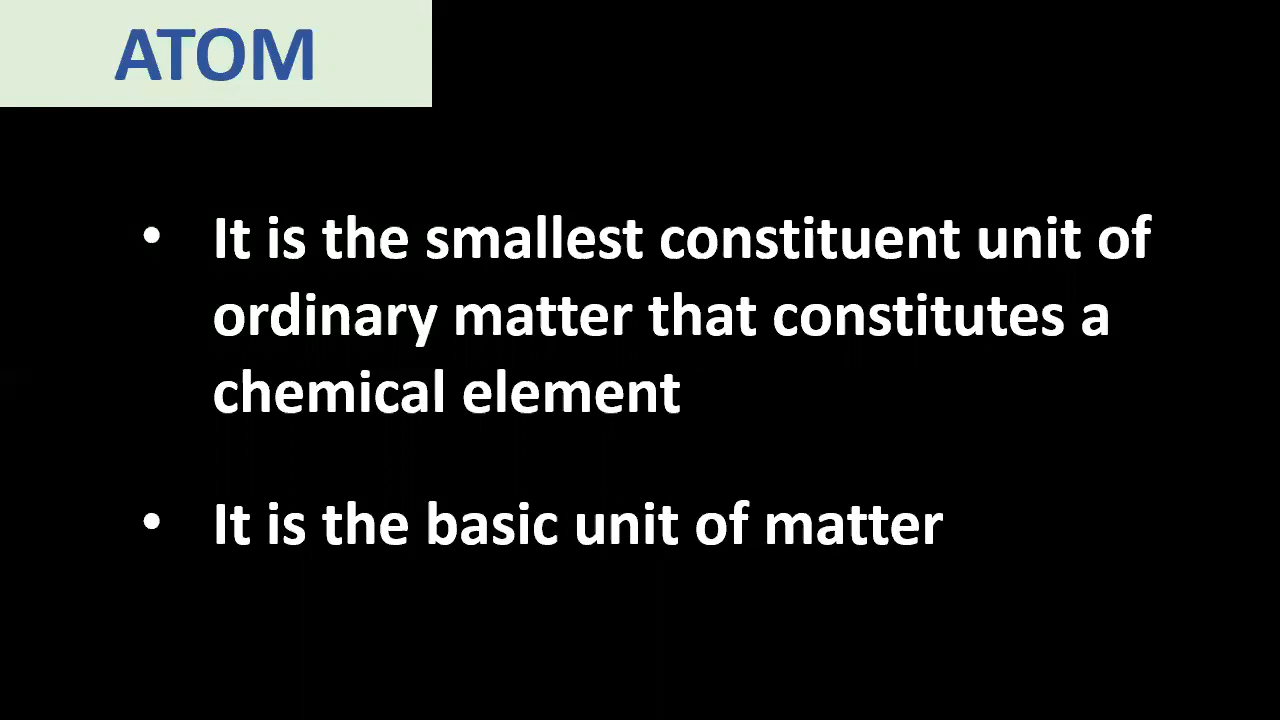 ATOM
• It is the smallest constituent unit of
ordinary matter that constitutes a
chemical element
• It is the basic unit of matter